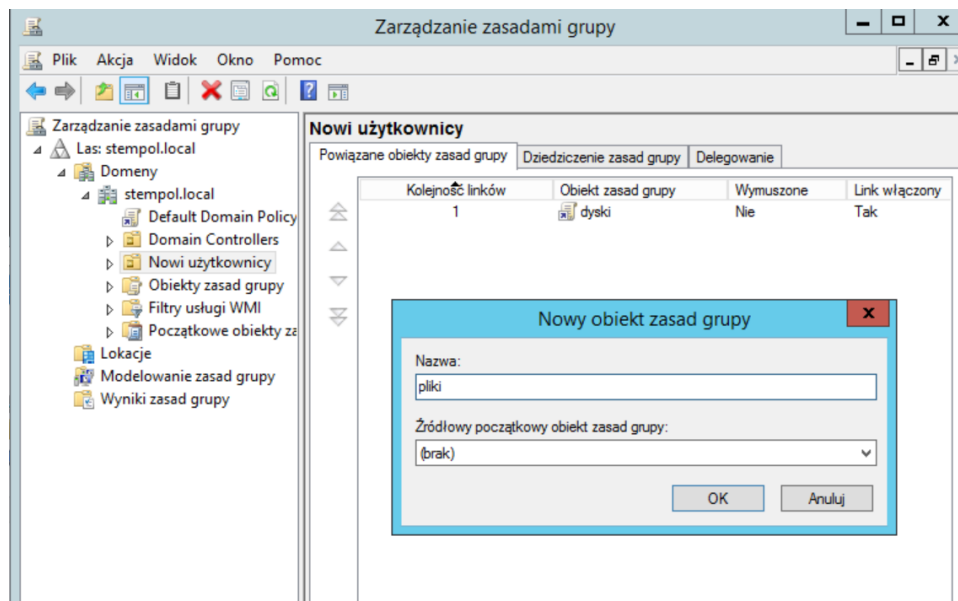 Zarządzanie zasadami grupy
Plik Akcja Widok Okno Pomoc
Zarządzanie zasadami grupy
Las: stempol.local
Domeny
stempol.local
Default Domain Policy
Domain Controllers
Nowi użytkownicy
Obiekty zasad grupy
Filtry usługi WMI
Początkowe obiekty za
Lokacje
Modelowanie zasad grupy
Wyniki zasad grupy
Nowi użytkownicy
Powiązane obiekty zasad grupy Dziedziczenie zasad grupy Delegowanie
Kolejność linków Obiekt zasad grupy Wymuszone Link włączony
1 dyski Nie Tak
Nowy obiekt zasad grupy
Nazwa:
pliki
Źródłowy początkowy obiekt zasad grupy:
(brak)
OK Anuluj